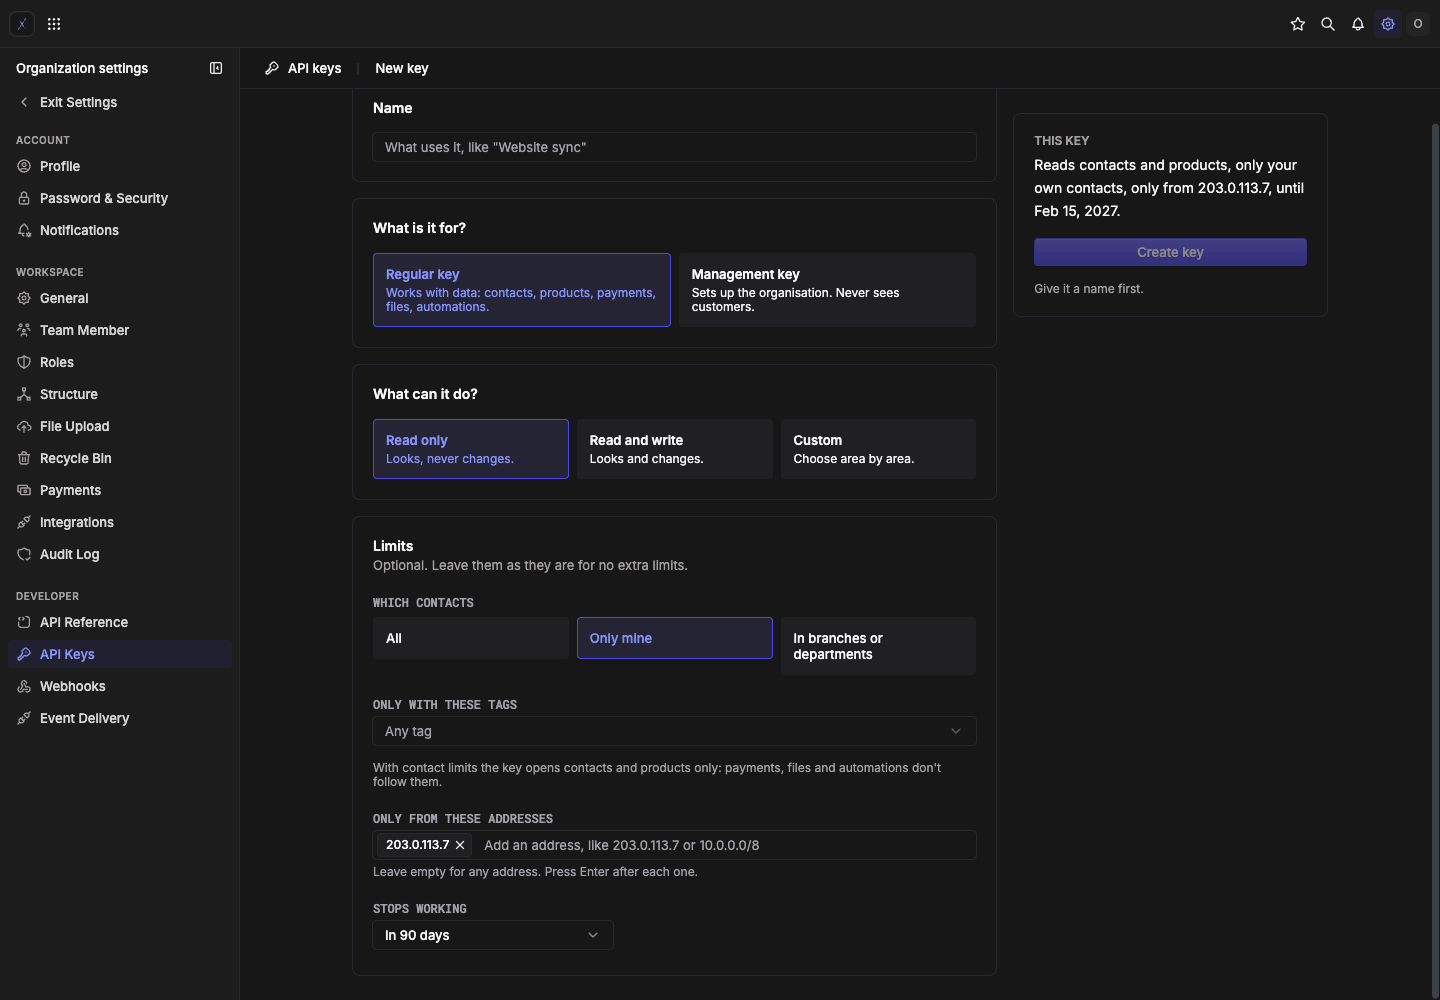 O
Organization settings
Exit Settings
ACCOUNT
Profile
Password & Security
Notifications
WORKSPACE
General
Team Member
Roles
Structure
File Upload
Recycle Bin
Payments
Integrations
Audit Log
DEVELOPER
API Reference
API Keys
Webhooks
Event Delivery
API keys
New key
Name
What uses it, like "Website sync"
What is it for?
Regular key
Works with data: contacts, products, payments,
files, automations.
Management key
Sets up the organisation. Never sees
customers.
What can it do?
Read only
Looks, never changes.
Read and write
Looks and changes.
Custom
Choose area by area.
Limits
Optional. Leave them as they are for no extra limits.
WHICH CONTACTS
All
Only mine
In branches or
departments
ONLY WITH THESE TAGS
Any tag
With contact limits the key opens contacts and products only: payments, files and automations don't
follow them.
ONLY FROM THESE ADDRESSES
203.0.113.7
Add an address, like 203.0.113.7 or 10.0.0.0/8
Leave empty for any address. Press Enter after each one.
STOPS WORKING
In 90 days
THIS KEY
Reads contacts and products, only your
own contacts, only from 203.0.113.7, until
Feb 15, 2027.
Create key
Give it a name first.